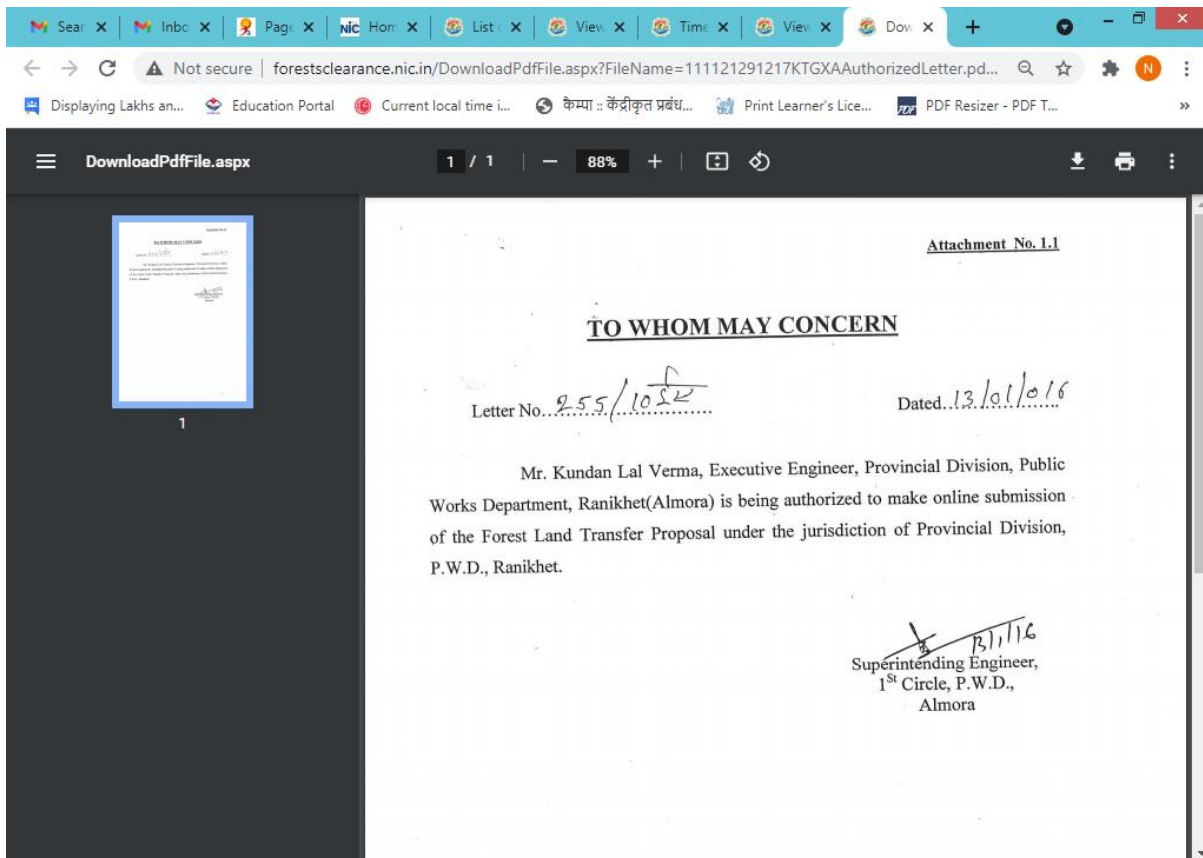 Sear
Inbc
Page
Hom
List c
View
Time
View
Dow
N
Not secure | forestsclearance.nic.in/DownloadPdfFile.aspx?FileName=111121291217KTGXAAuthorizedLetter.pd...
Displaying Lakhs an...
Education Portal
Current local time i...
कैम्पा :: केंद्रीकृत प्रबंध...
Print Learner's Lice...
PDF Resizer - PDF T...
DownloadPdfFile.aspx
1 / 1
88%
1
Attachment No. 1.1
TO WHOM MAY CONCERN
Letter No. 255/10
Dated 13/01/016
Mr. Kundan Lal Verma, Executive Engineer, Provincial Division, Public
Works Department, Ranikhet(Almora) is being authorized to make online submission
of the Forest Land Transfer Proposal under the jurisdiction of Provincial Division,
P.W.D., Ranikhet.
13/1/16
Superintending Engineer,
1St Circle, P.W.D.,
Almora